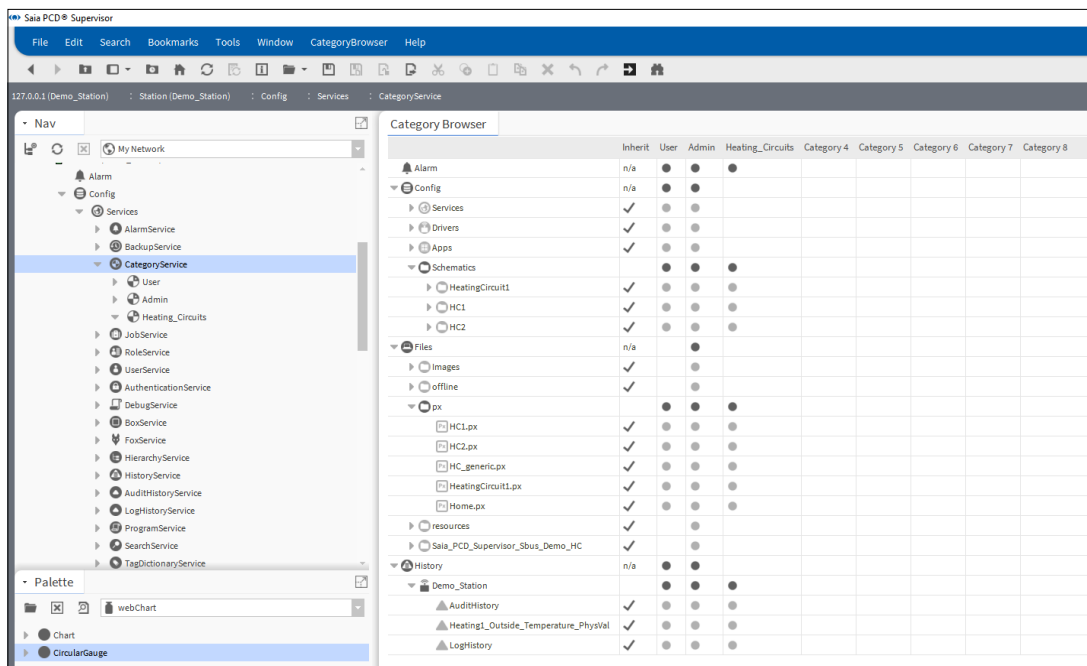 Saia PCD® Supervisor
File Edit Search Bookmarks Tools Window CategoryBrowser Help
127.0.0.1 (Demo_Station) : Station (Demo_Station) : Config : Services : CategoryService
Nav
My Network
Alarm
Config
Services
AlarmService
BackupService
CategoryService
User
Admin
Heating_Circuits
JobService
RoleService
UserService
AuthenticationService
DebugService
BoxService
FoxService
HierarchyService
HistoryService
AuditHistoryService
LogHistoryService
ProgramService
SearchService
TagDictionaryService
Palette
webChart
Chart
CircularGauge
Category Browser
Inherit User Admin Heating_Circuits Category 4 Category 5 Category 6 Category 7 Category 8
Alarm n/a
Config n/a
Services
Drivers
Apps
Schematics
HeatingCircuit1
HC1
HC2
Files n/a
Images
offline
px
Px HC1.px
Px HC2.px
Px HC_generic.px
Px HeatingCircuit1.px
Px Home.px
resources
Saia_PCD_Supervisor_Sbus_Demo_HC
History n/a
Demo_Station
AuditHistory
Heating1_Outside_Temperature_PhysVal
LogHistory